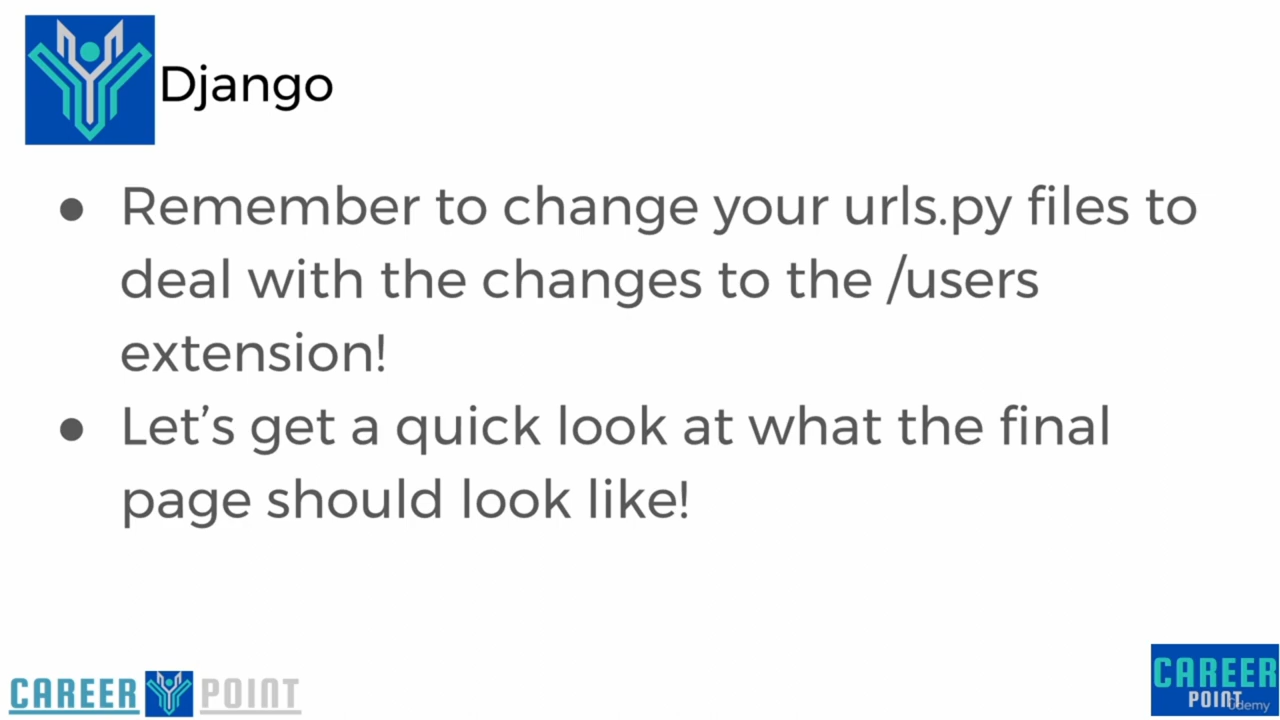 Django
● Remember to change your urls.py files to
deal with the changes to the /users
extension!
● Let’s get a quick look at what the final
page should look like!
CAREER POINT
CAREER
POINT
udemy